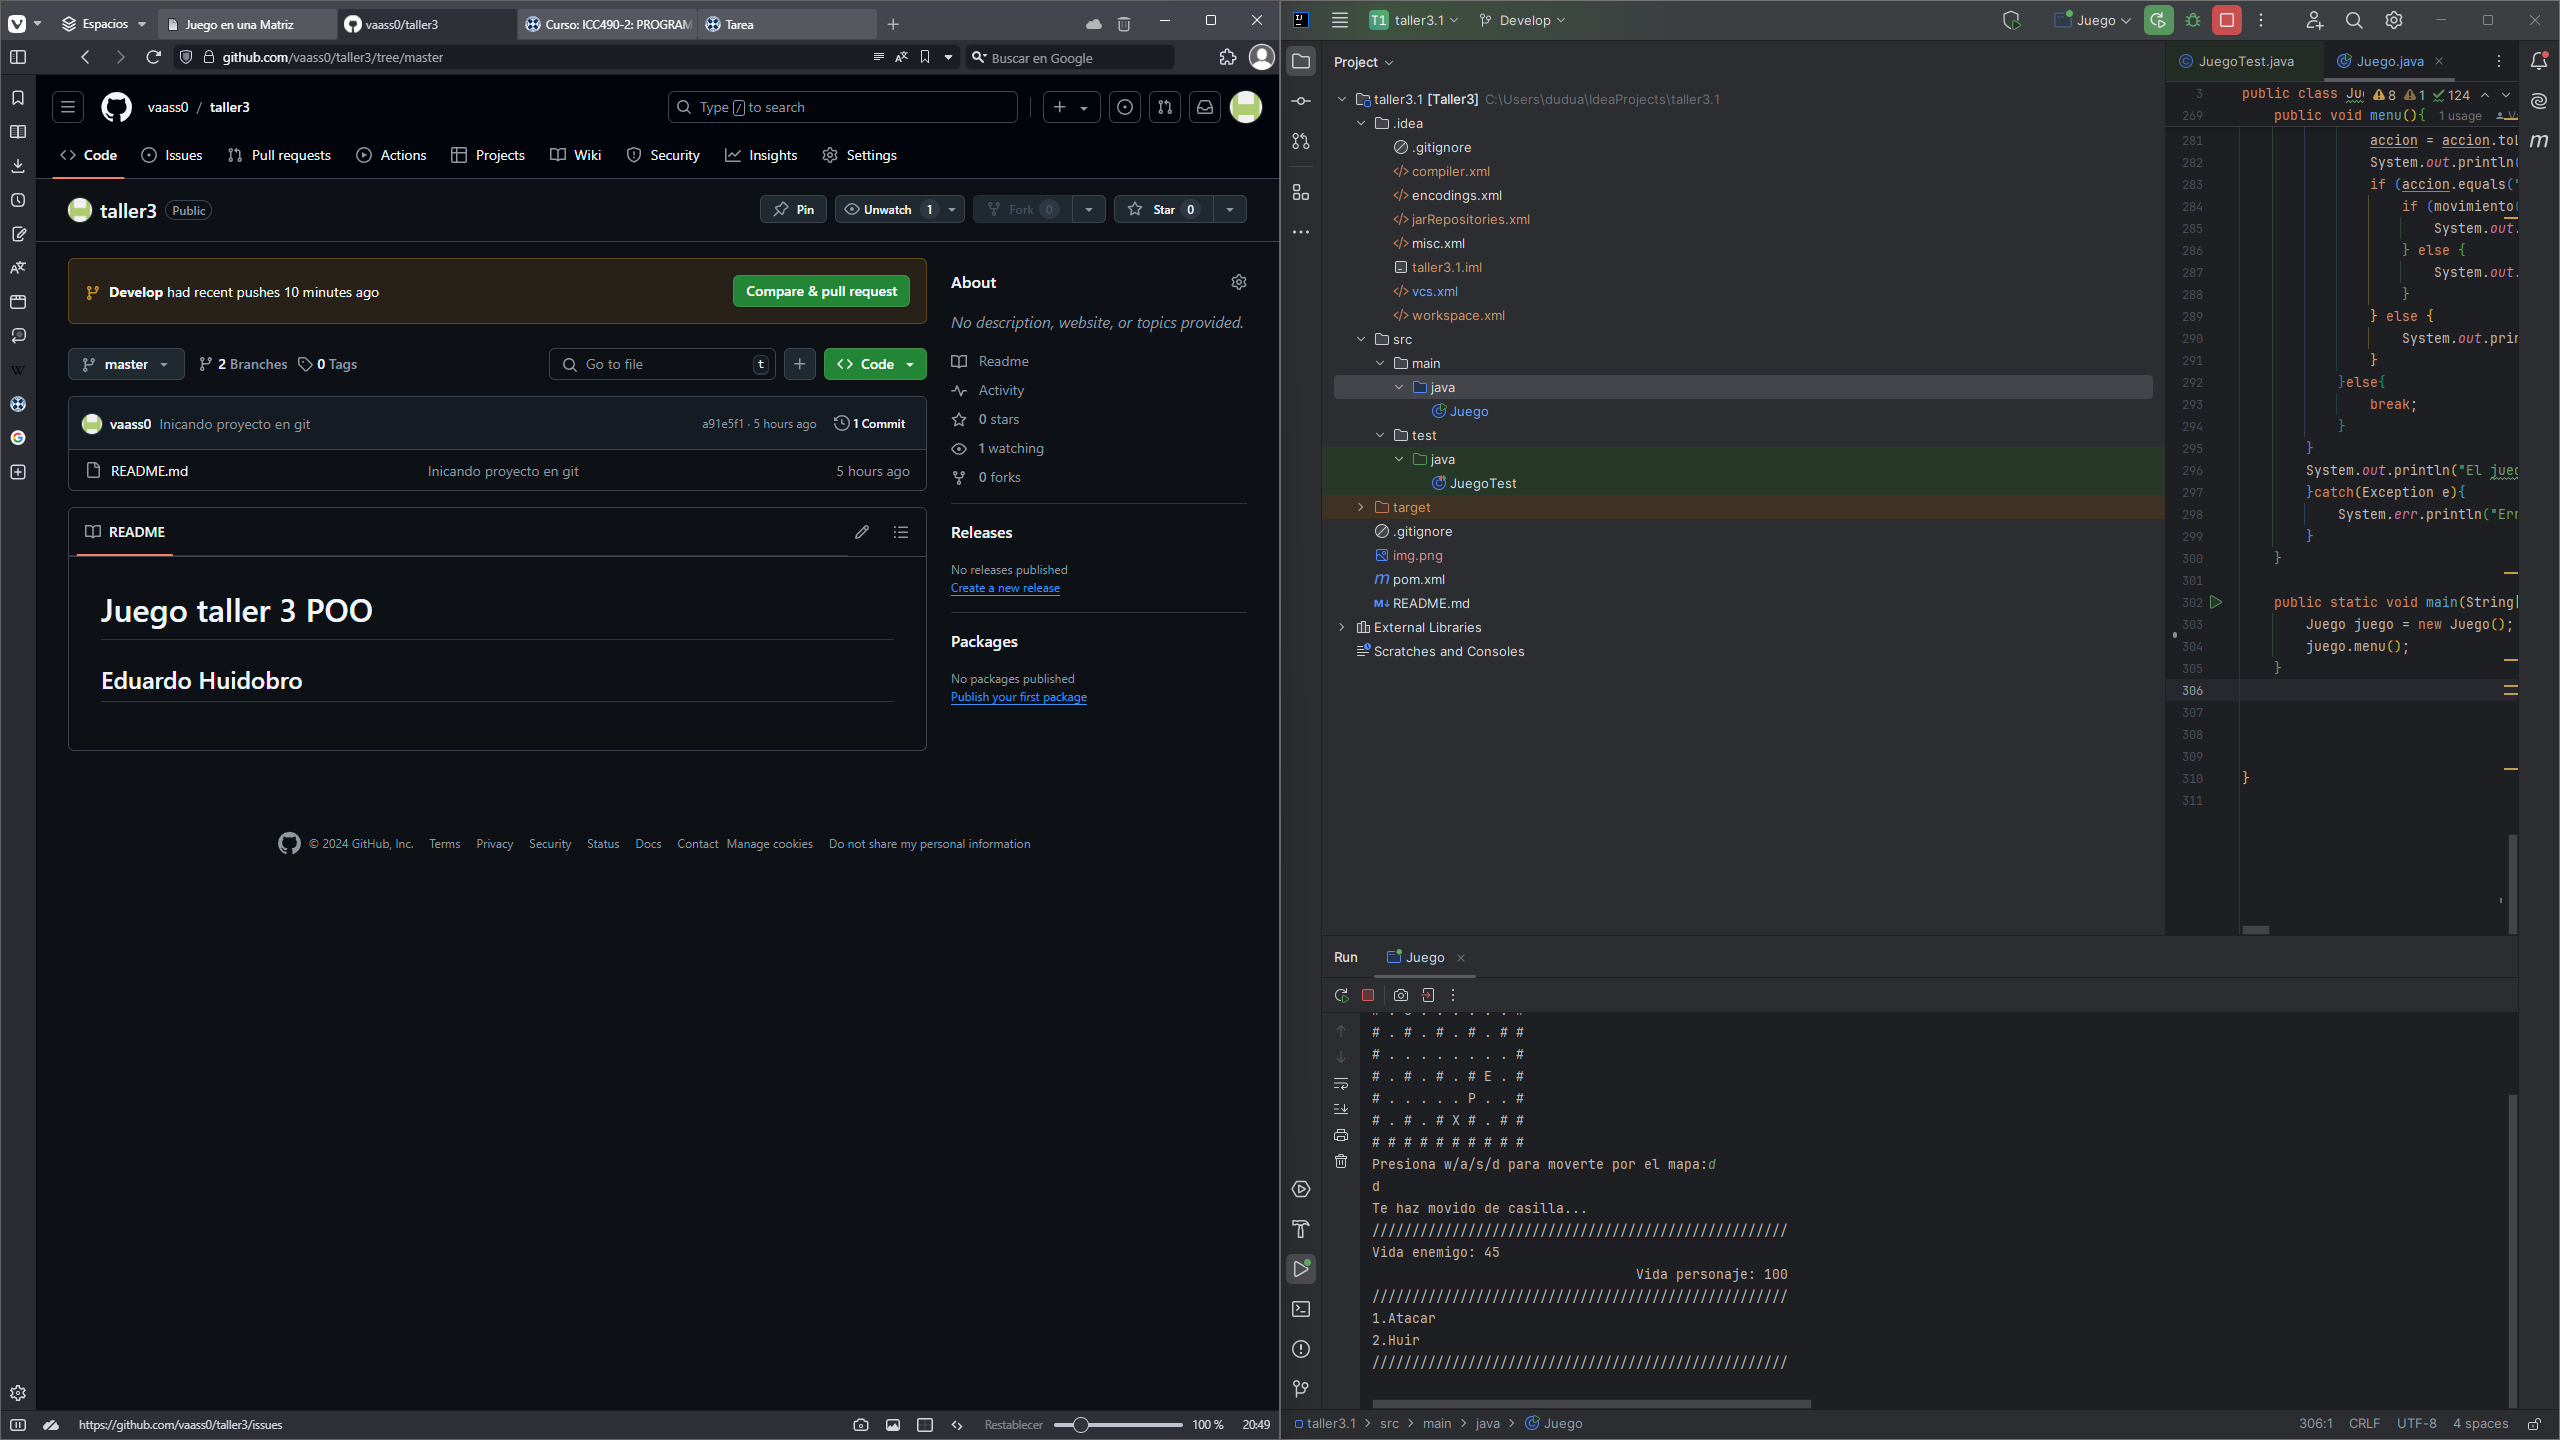 Espacios
Juego en una Matriz
vaass0/taller3
Curso: ICC490-2: PROGRAM
Tarea
github.com/vaass0/taller3/tree/master
Buscar en Google
vaass0 / taller3
Type / to search
Code
Issues
Pull requests
Actions
Projects
Wiki
Security
Insights
Settings
taller3
Public
Pin
Unwatch 1
Fork 0
Star 0
Develop had recent pushes 10 minutes ago
Compare & pull request
master
2 Branches
0 Tags
Go to file
t
Code
vaass0 Inicando proyecto en git
a91e5f1 · 5 hours ago
1 Commit
README.md
Inicando proyecto en git
5 hours ago
README
Juego taller 3 POO
Eduardo Huidobro
About
No description, website, or topics provided.
Readme
Activity
0 stars
1 watching
0 forks
Releases
No releases published
Create a new release
Packages
No packages published
Publish your first package
© 2024 GitHub, Inc.
Terms
Privacy
Security
Status
Docs
Contact
Manage cookies
Do not share my personal information
https://github.com/vaass0/taller3/issues
Restablecer
100 %
20:49
T1 taller3.1
Develop
Juego
Project
taller3.1 [Taller3] C:\Users\dudua\IdeaProjects\taller3.1
.idea
.gitignore
compiler.xml
encodings.xml
jarRepositories.xml
misc.xml
taller3.1.iml
vcs.xml
workspace.xml
src
main
java
Juego
test
java
JuegoTest
target
.gitignore
img.png
pom.xml
README.md
External Libraries
Scratches and Consoles
JuegoTest.java
Juego.java
8 1 124
3 public class Jue
269 public void menu(){ 1 usage
281 accion = accion.toL
282 System.out.println(
283 if (accion.equals("
284 if (movimiento(
285 System.out.
286 } else {
287 System.out.
288 }
289 } else {
290 System.out.prin
291 }
292 }else{
293 break;
294 }
295 }
296 System.out.println("El jueg
297 }catch(Exception e){
298 System.err.println("Err
299 }
300 }
301
302 public static void main(String[
303 Juego juego = new Juego();
304 juego.menu();
305 }
306
307
308
309
310 }
311
Run
Juego
# . # . # . # . # #
# . . . . . . . . #
# . # . # . # E . #
# . . . . . P . . #
# . # . # X # . # #
# # # # # # # # # #
Presiona w/a/s/d para moverte por el mapa:d
d
Te haz movido de casilla...
////////////////////////////////////////////////////
Vida enemigo: 45
Vida personaje: 100
////////////////////////////////////////////////////
1.Atacar
2.Huir
////////////////////////////////////////////////////
taller3.1 > src > main > java > Juego
306:1
CRLF
UTF-8
4 spaces